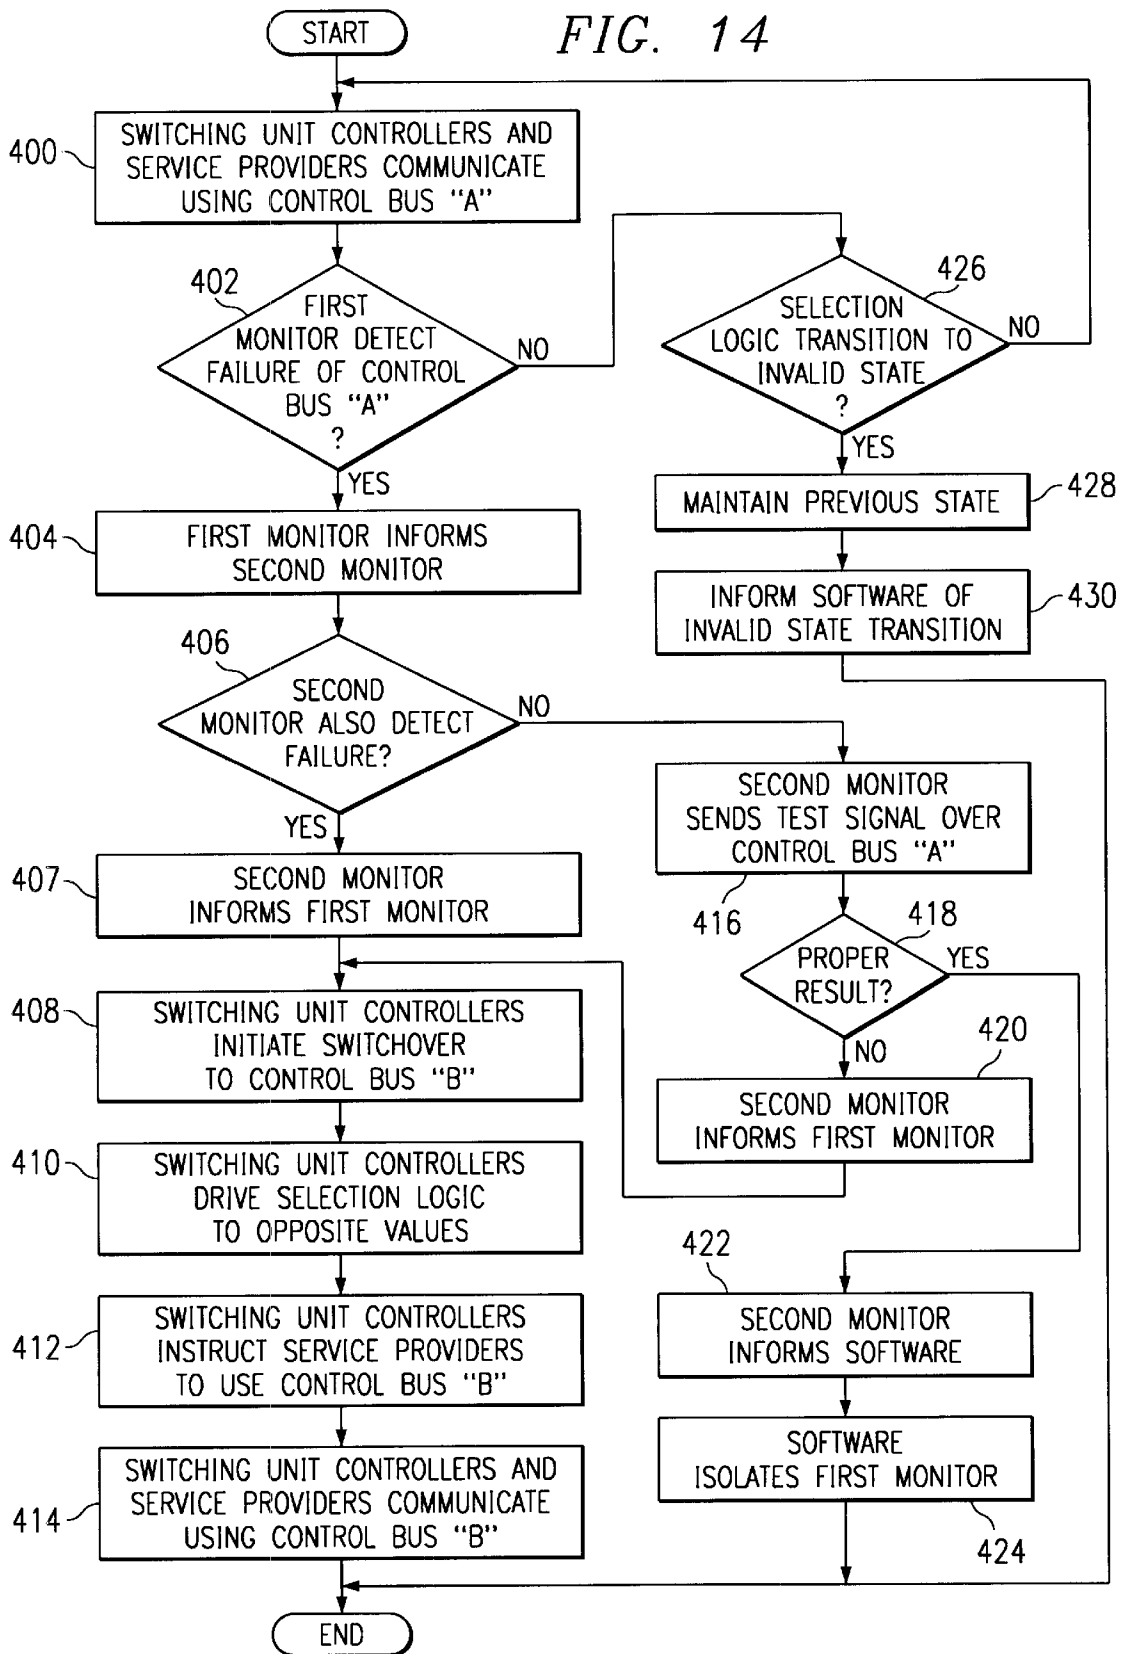 START
FIG. 14
400
SWITCHING UNIT CONTROLLERS AND
SERVICE PROVIDERS COMMUNICATE
USING CONTROL BUS "A"
402
FIRST
MONITOR DETECT
FAILURE OF CONTROL
BUS "A"
?
NO
YES
426
SELECTION
LOGIC TRANSITION TO
INVALID STATE
?
NO
YES
MAINTAIN PREVIOUS STATE
428
404
FIRST MONITOR INFORMS
SECOND MONITOR
INFORM SOFTWARE OF
INVALID STATE TRANSITION
430
406
SECOND
MONITOR ALSO DETECT
FAILURE?
NO
YES
SECOND MONITOR
SENDS TEST SIGNAL OVER
CONTROL BUS "A"
416
407
SECOND MONITOR
INFORMS FIRST MONITOR
418
PROPER
RESULT?
YES
NO
408
SWITCHING UNIT CONTROLLERS
INITIATE SWITCHOVER
TO CONTROL BUS "B"
420
SECOND MONITOR
INFORMS FIRST MONITOR
410
SWITCHING UNIT CONTROLLERS
DRIVE SELECTION LOGIC
TO OPPOSITE VALUES
422
SECOND MONITOR
INFORMS SOFTWARE
412
SWITCHING UNIT CONTROLLERS
INSTRUCT SERVICE PROVIDERS
TO USE CONTROL BUS "B"
SOFTWARE
ISOLATES FIRST MONITOR
424
414
SWITCHING UNIT CONTROLLERS AND
SERVICE PROVIDERS COMMUNICATE
USING CONTROL BUS "B"
END